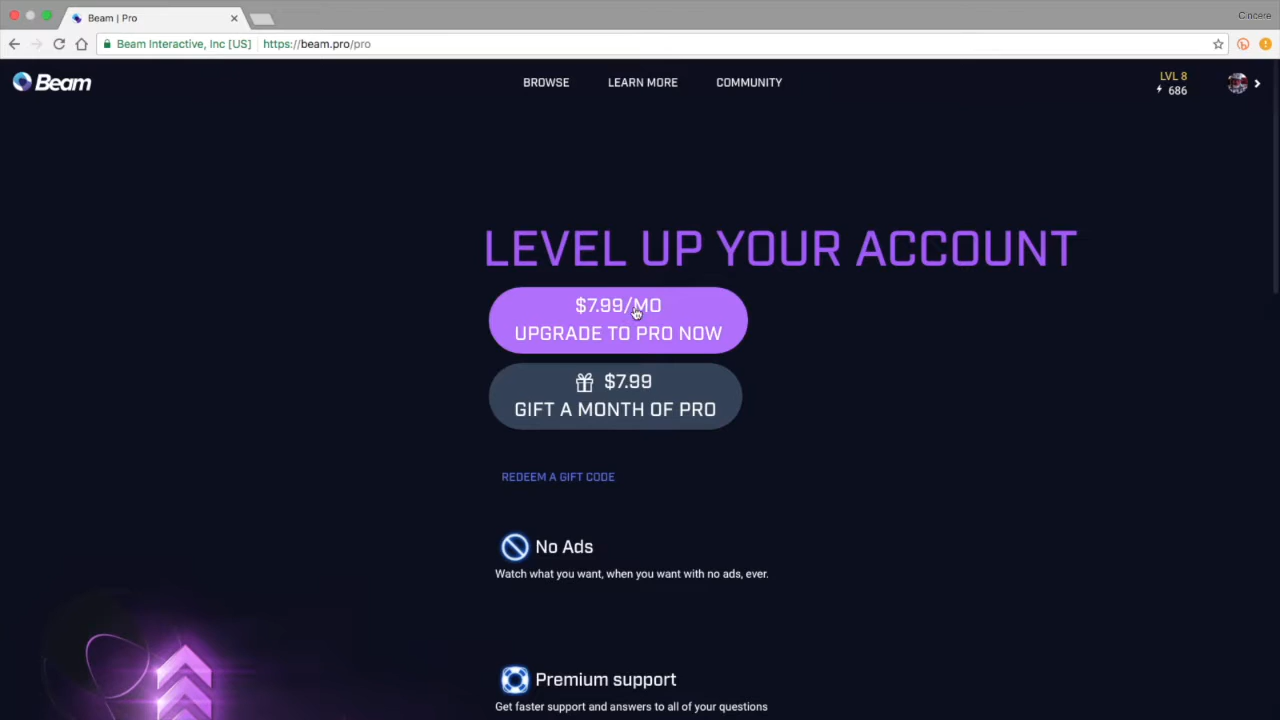 Beam | Pro
Cincere
Beam Interactive, Inc [US]
https://beam.pro/pro
Beam
BROWSE
LEARN MORE
COMMUNITY
LVL 8
686
LEVEL UP YOUR ACCOUNT
$7.99/MO
UPGRADE TO PRO NOW
$7.99
GIFT A MONTH OF PRO
REDEEM A GIFT CODE
No Ads
Watch what you want, when you want with no ads, ever.
Premium support
Get faster support and answers to all of your questions